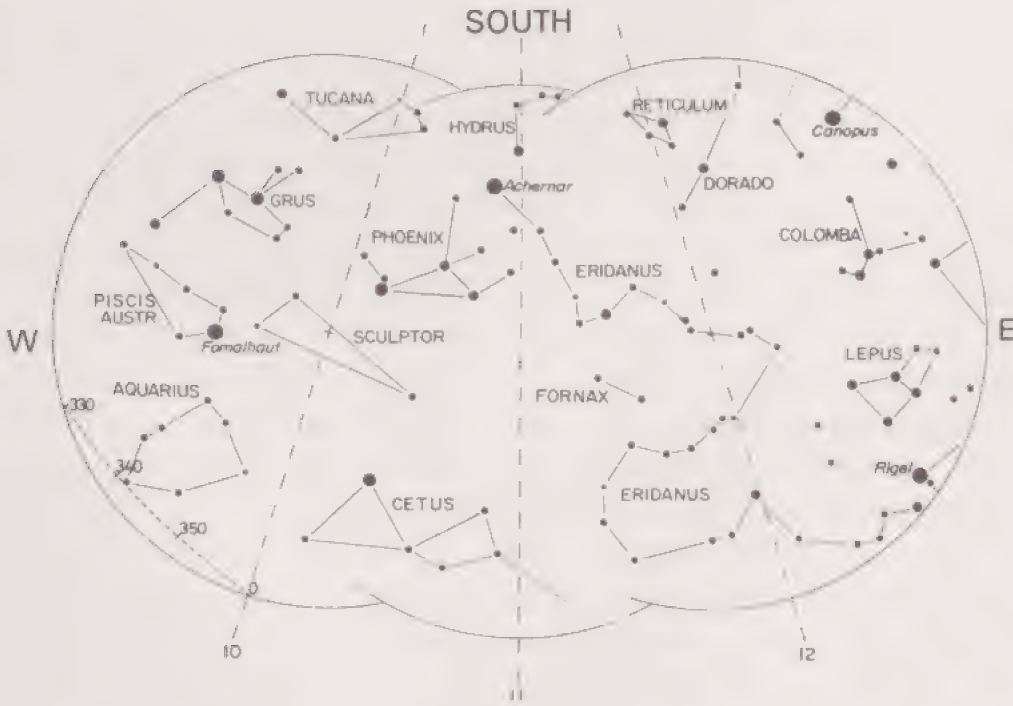 SOUTH
TUCANA
HYDRUS
RETICULUM
Canopus
Achernar
DORADO
GRUS
PHOENIX
COLOMBA
ERIDANUS
PISCIS
AUSTR
Fomalhaut
SCULPTOR
W
E
LEPUS
AQUARIUS
FORNAX
330
340
350
0
Rigel
CETUS
ERIDANUS
10
12
11